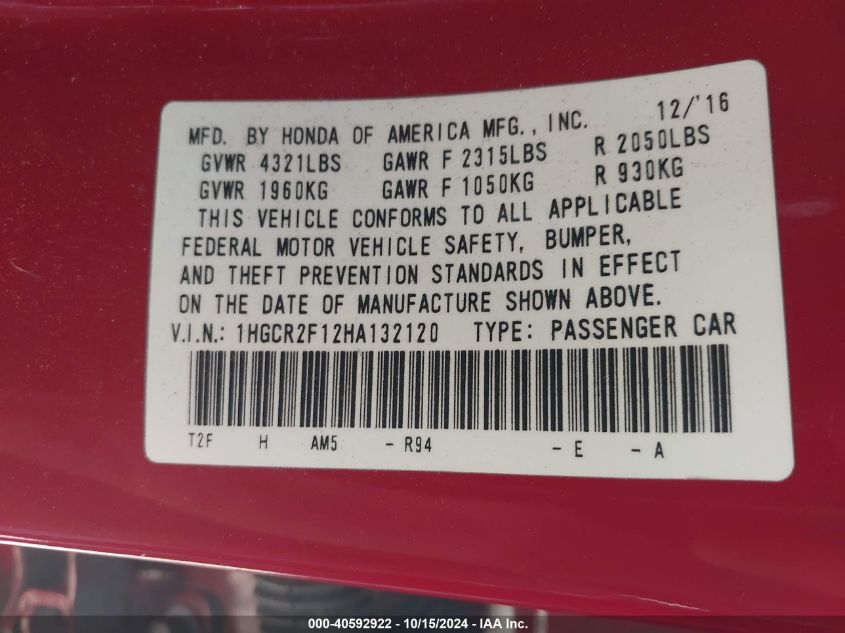 12/'16
MFD. BY HONDA OF AMERICA MFG., INC.
GVWR 4321LBS GAWR F 2315LBS R 2050LBS
GVWR 1960KG GAWR F 1050KG R 930KG
THIS VEHICLE CONFORMS TO ALL APPLICABLE
FEDERAL MOTOR VEHICLE SAFETY, BUMPER,
AND THEFT PREVENTION STANDARDS IN EFFECT
ON THE DATE OF MANUFACTURE SHOWN ABOVE.
V.I.N.: 1HGCR2F12HA132120 TYPE: PASSENGER CAR
T2F H AM5 - R94 - E - A
000-40592922 - 10/15/2024 - IAA Inc.